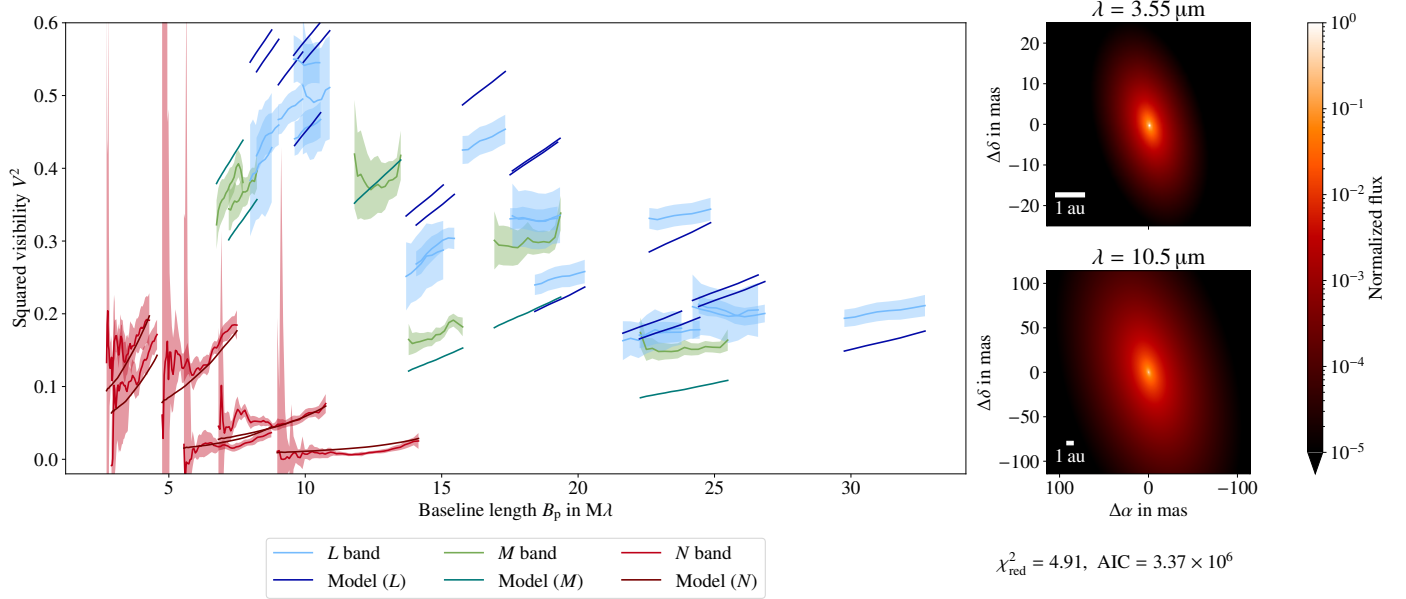 0.6
0.5
0.4
0.3
0.2
0.1
0.0
Squared visibility V²
5
10
15
20
25
30
Baseline length Bₚ in Mλ
L band
M band
N band
Model (L)
Model (M)
Model (N)
λ = 3.55 μm
20
10
0
−10
−20
Δδ in mas
1 au
λ = 10.5 μm
100
50
0
−50
−100
Δδ in mas
1 au
100
0
−100
Δα in mas
10⁰
10⁻¹
10⁻²
10⁻³
10⁻⁴
10⁻⁵
Normalized flux
χ²red = 4.91, AIC = 3.37 × 10⁶